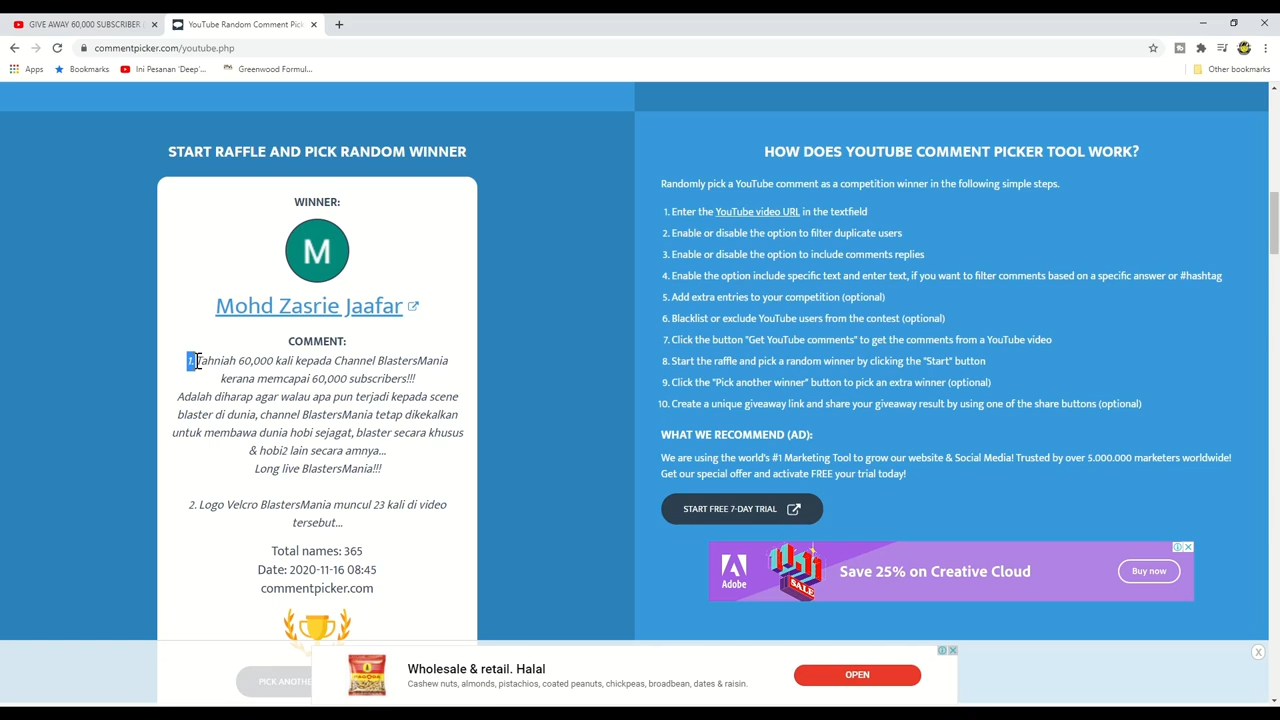 GIVE AWAY 60,000 SUBSCRIBER
YouTube Random Comment Pick
commentpicker.com/youtube.php
Apps
Bookmarks
Ini Pesanan 'Deep'...
Greenwood Formul...
Other bookmarks
START RAFFLE AND PICK RANDOM WINNER
WINNER:
M
Mohd Zasrie Jaafar
COMMENT:
1. Tahniah 60,000 kali kepada Channel BlastersMania
kerana memcapai 60,000 subscribers!!!
Adalah diharap agar walau apa pun terjadi kepada scene
blaster di dunia, channel BlastersMania tetap dikekalkan
untuk membawa dunia hobi sejagat, blaster secara khusus
& hobi2 lain secara amnya...
Long live BlastersMania!!!
2. Logo Velcro BlastersMania muncul 23 kali di video
tersebut...
Total names: 365
Date: 2020-11-16 08:45
commentpicker.com
PICK ANOTHE
HOW DOES YOUTUBE COMMENT PICKER TOOL WORK?
Randomly pick a YouTube comment as a competition winner in the following simple steps.
1. Enter the YouTube video URL in the textfield
2. Enable or disable the option to filter duplicate users
3. Enable or disable the option to include comments replies
4. Enable the option include specific text and enter text, if you want to filter comments based on a specific answer or #hashtag
5. Add extra entries to your competition (optional)
6. Blacklist or exclude YouTube users from the contest (optional)
7. Click the button "Get YouTube comments" to get the comments from a YouTube video
8. Start the raffle and pick a random winner by clicking the "Start" button
9. Click the "Pick another winner" button to pick an extra winner (optional)
10. Create a unique giveaway link and share your giveaway result by using one of the share buttons (optional)
WHAT WE RECOMMEND (AD):
We are using the world's #1 Marketing Tool to grow our website & Social Media! Trusted by over 5.000.000 marketers worldwide!
Get our special offer and activate FREE your trial today!
START FREE 7-DAY TRIAL
Adobe
SALE
Save 25% on Creative Cloud
Buy now
Wholesale & retail. Halal
Cashew nuts, almonds, pistachios, coated peanuts, chickpeas, broadbean, dates & raisin.
OPEN